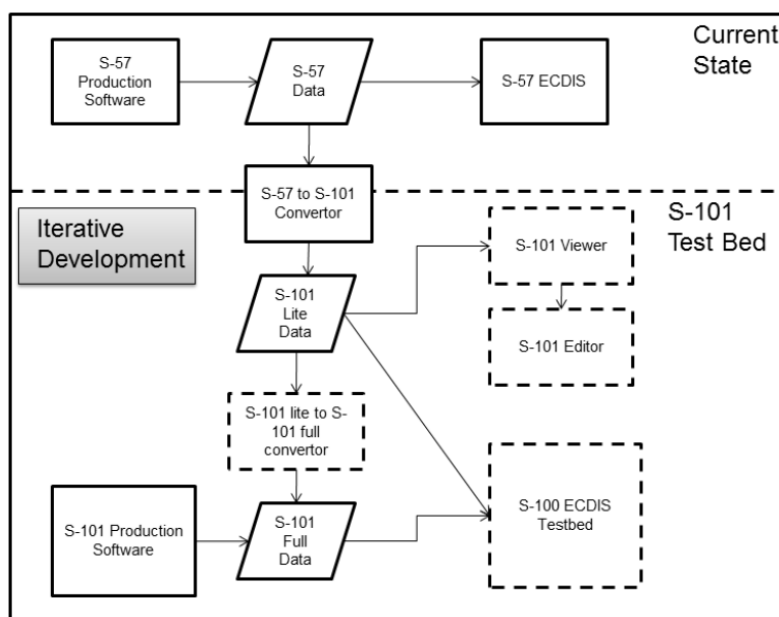 Current
State
S-57
Production
Software
S-57
Data
S-57 ECDIS
S-57 to S-101
Convertor
Iterative
Development
S-101
Test Bed
S-101 Viewer
S-101
Lite
Data
S-101 Editor
S-101 lite to S-
101 full
convertor
S-101 Production
Software
S-101
Full
Data
S-100 ECDIS
Testbed